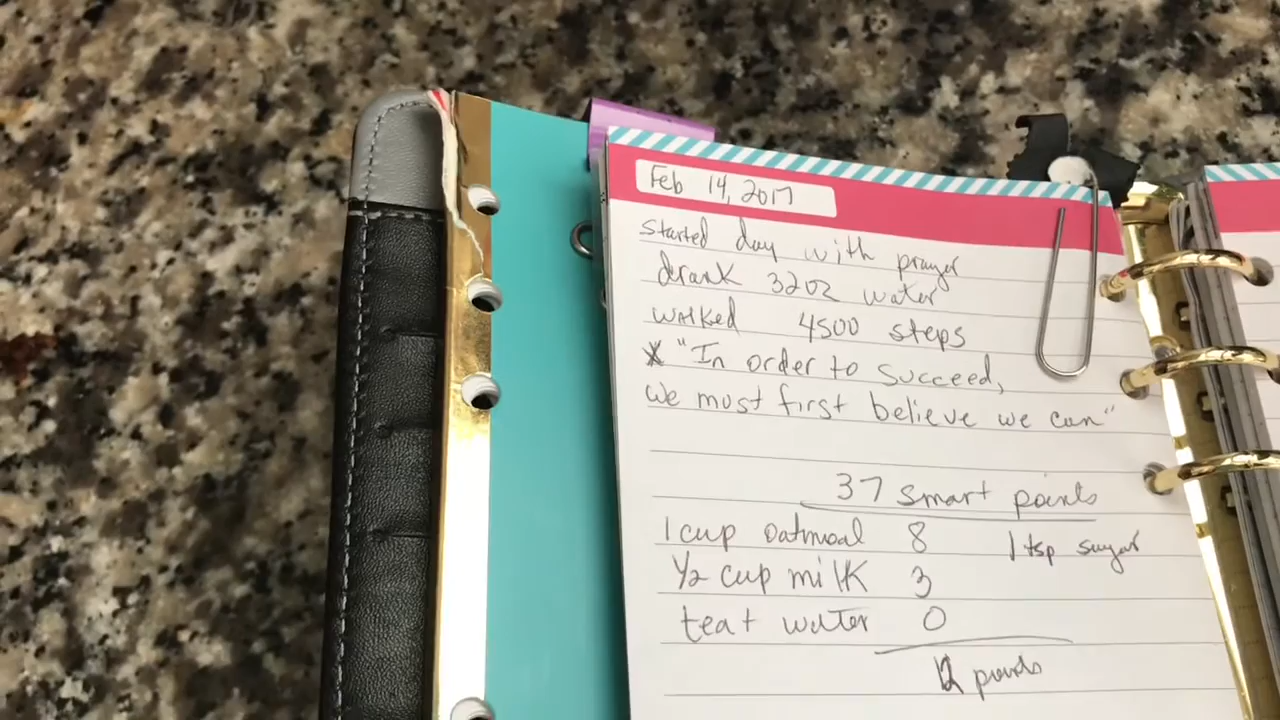 Feb 14, 2017
started day with prayer
drank 32oz water
walked 4500 steps
* "In order to succeed,
we must first believe we can"
37 smart points
1 cup oatmeal 8 1 tsp sugar
1/2 cup milk 3
tea + water 0
12 points